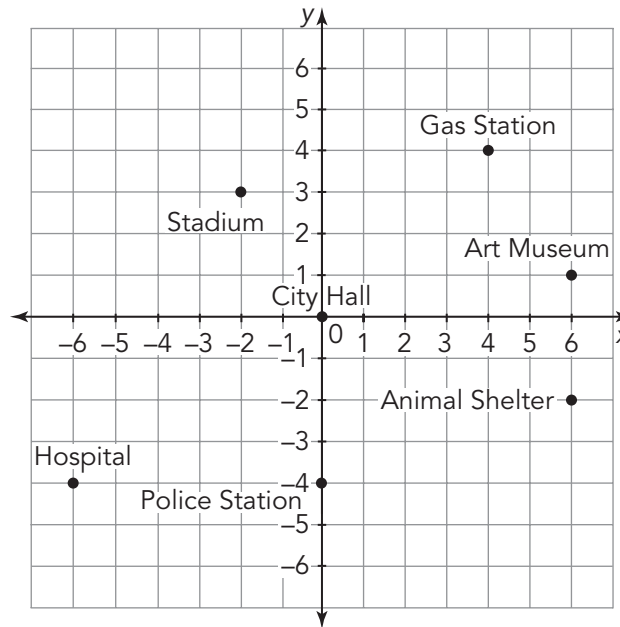 y
6
5
Gas Station
4
3
Stadium
2
Art Museum
1
City Hall
–6 –5 –4 –3 –2 –1 0 1 2 3 4 5 6
–1
–2 Animal Shelter
–3
Hospital
–4
Police Station
–5
–6